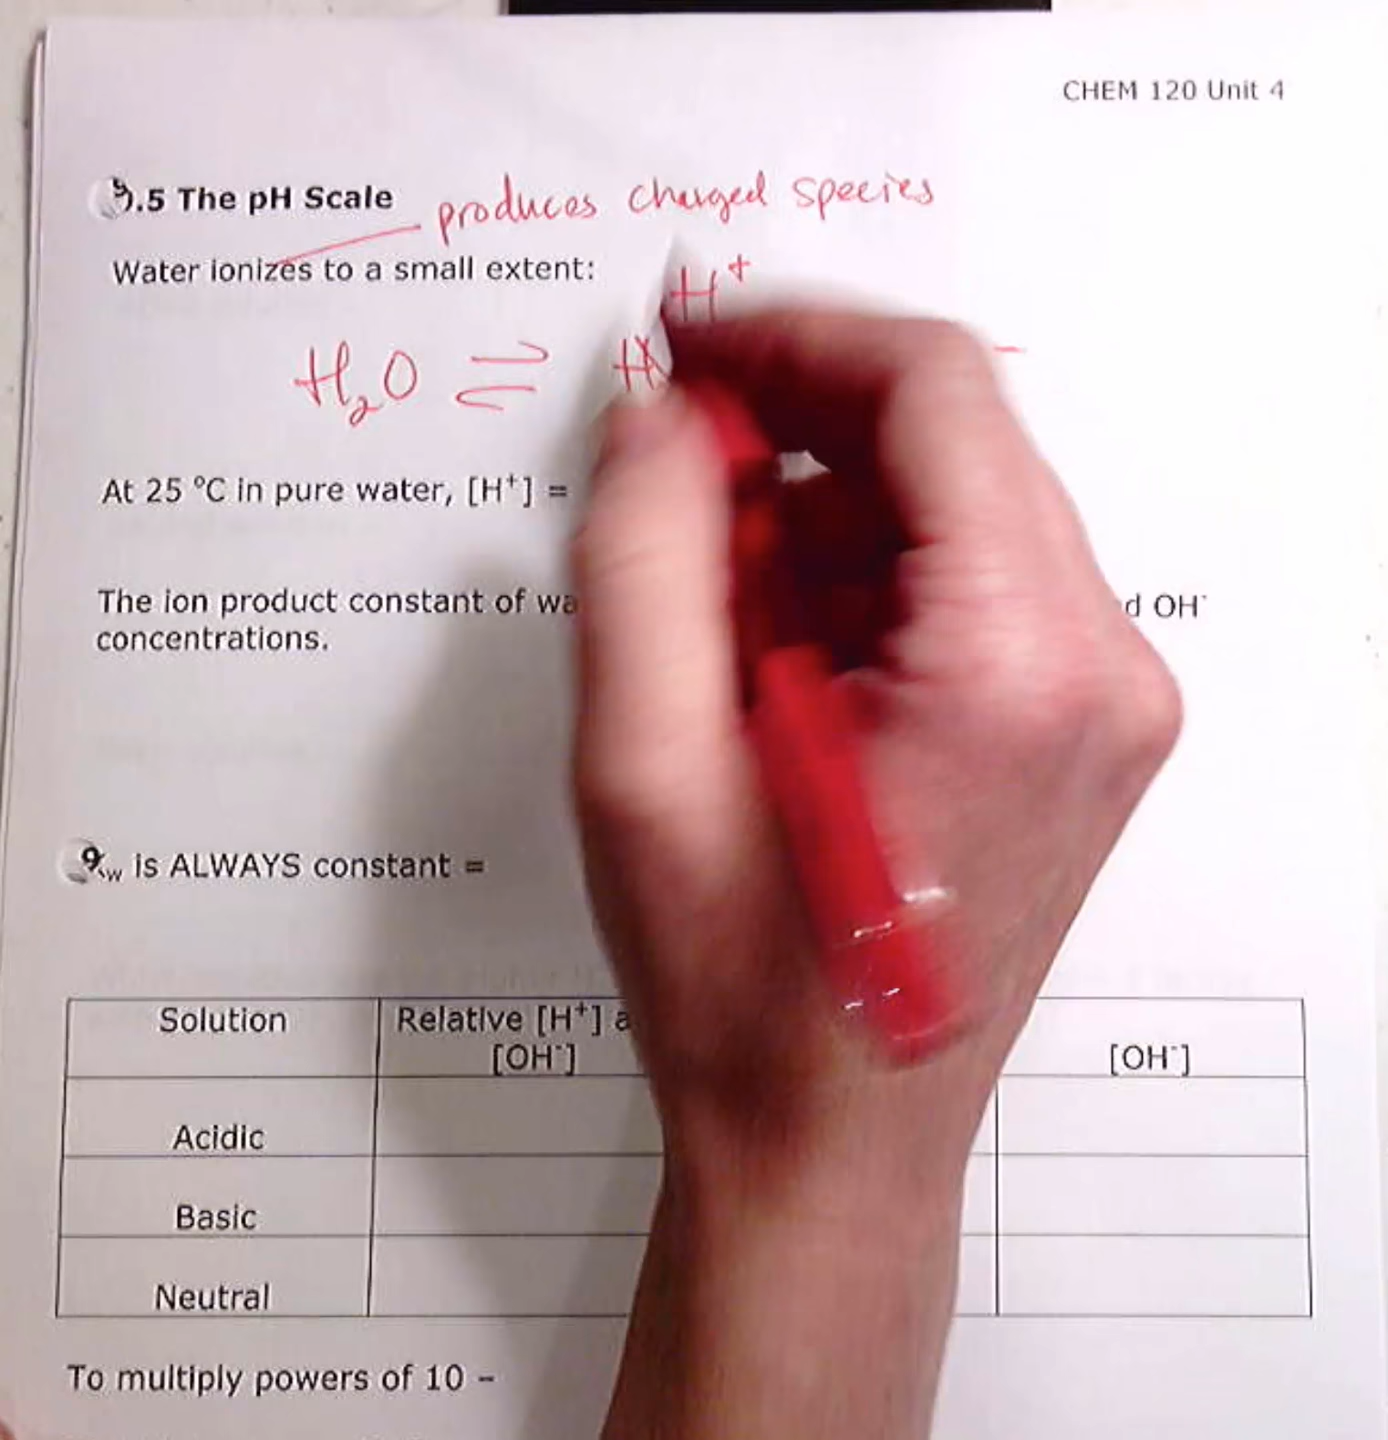 CHEM 120 Unit 4
9.5 The pH Scale
produces charged species
Water ionizes to a small extent:
H⁺
H₂O ⇌
At 25 °C in pure water, [H⁺] =
The ion product constant of d OH⁻
concentrations.
is ALWAYS constant =
Solution Relative [H⁺] [OH⁻] [OH⁻]
Acidic
Basic
Neutral
To multiply powers of 10 –